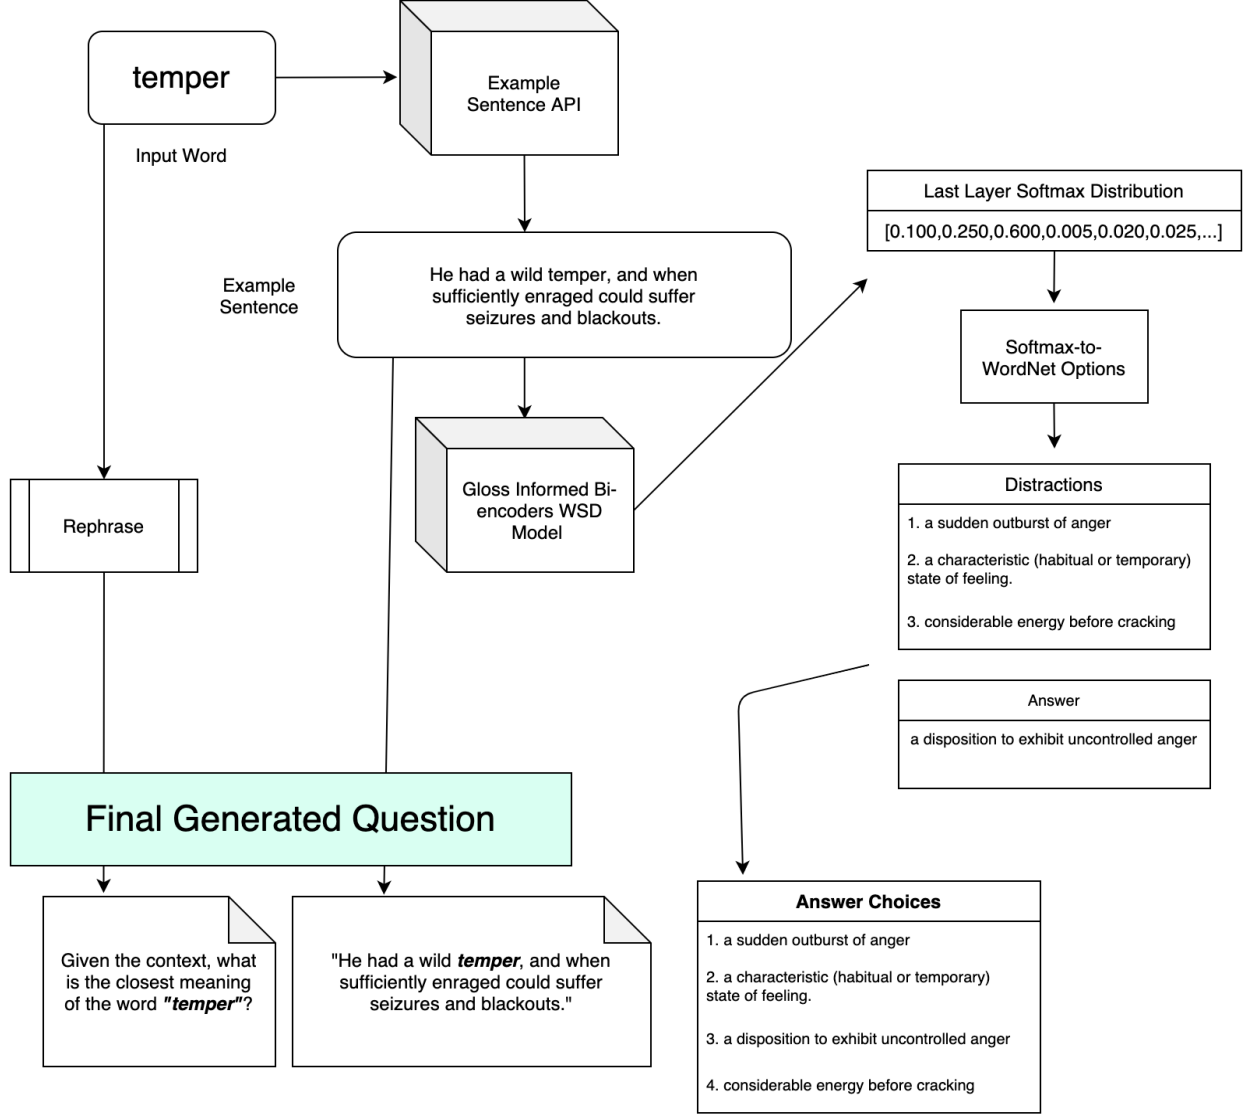 temper
Input Word
Example
Sentence API
Last Layer Softmax Distribution
[0.100,0.250,0.600,0.005,0.020,0.025,...]
Example
Sentence
He had a wild temper, and when
sufficiently enraged could suffer
seizures and blackouts.
Softmax-to-
WordNet Options
Rephrase
Gloss Informed Bi-
encoders WSD
Model
Distractions
1. a sudden outburst of anger
2. a characteristic (habitual or temporary)
state of feeling.
3. considerable energy before cracking
Answer
a disposition to exhibit uncontrolled anger
Final Generated Question
Given the context, what
is the closest meaning
of the word "temper"?
"He had a wild temper, and when
sufficiently enraged could suffer
seizures and blackouts."
Answer Choices
1. a sudden outburst of anger
2. a characteristic (habitual or temporary)
state of feeling.
3. a disposition to exhibit uncontrolled anger
4. considerable energy before cracking